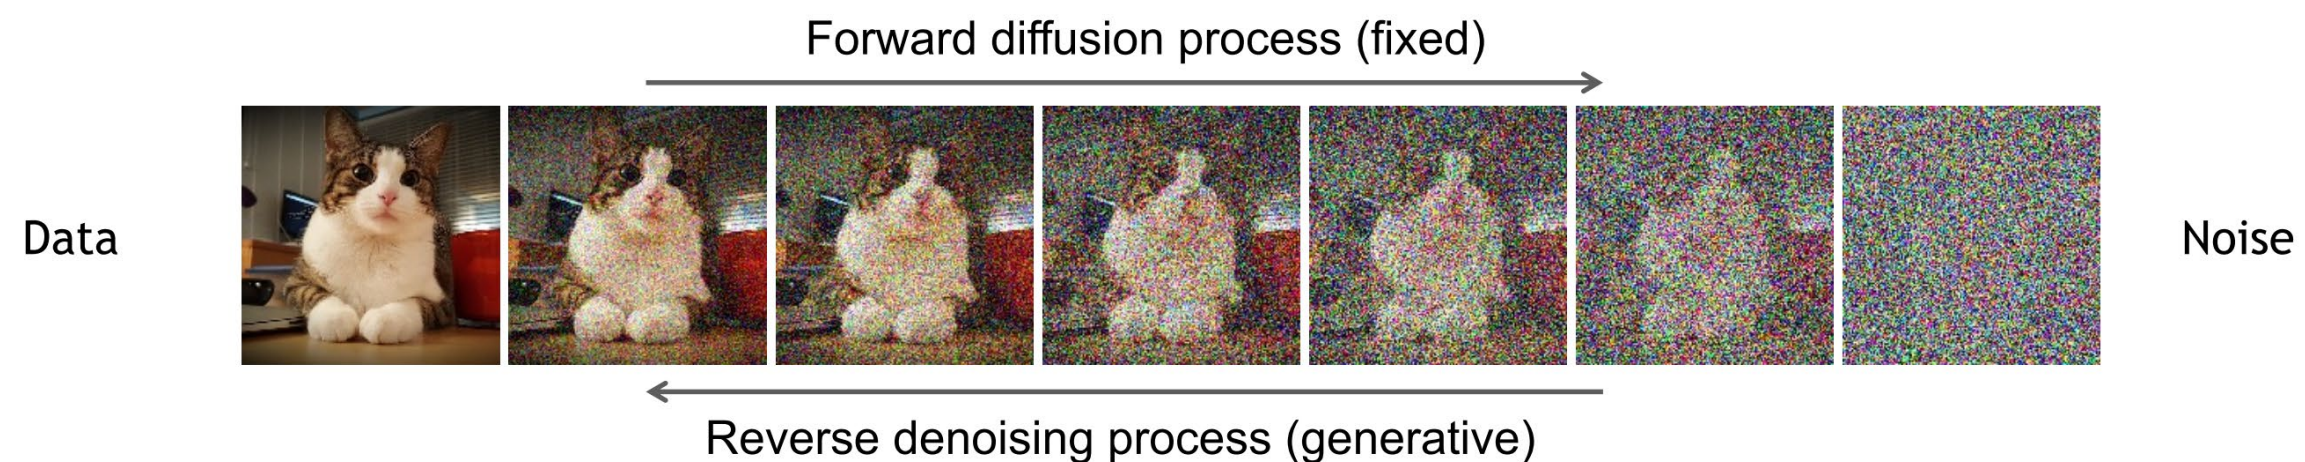 Forward diffusion process (fixed)
Data
Noise
Reverse denoising process (generative)